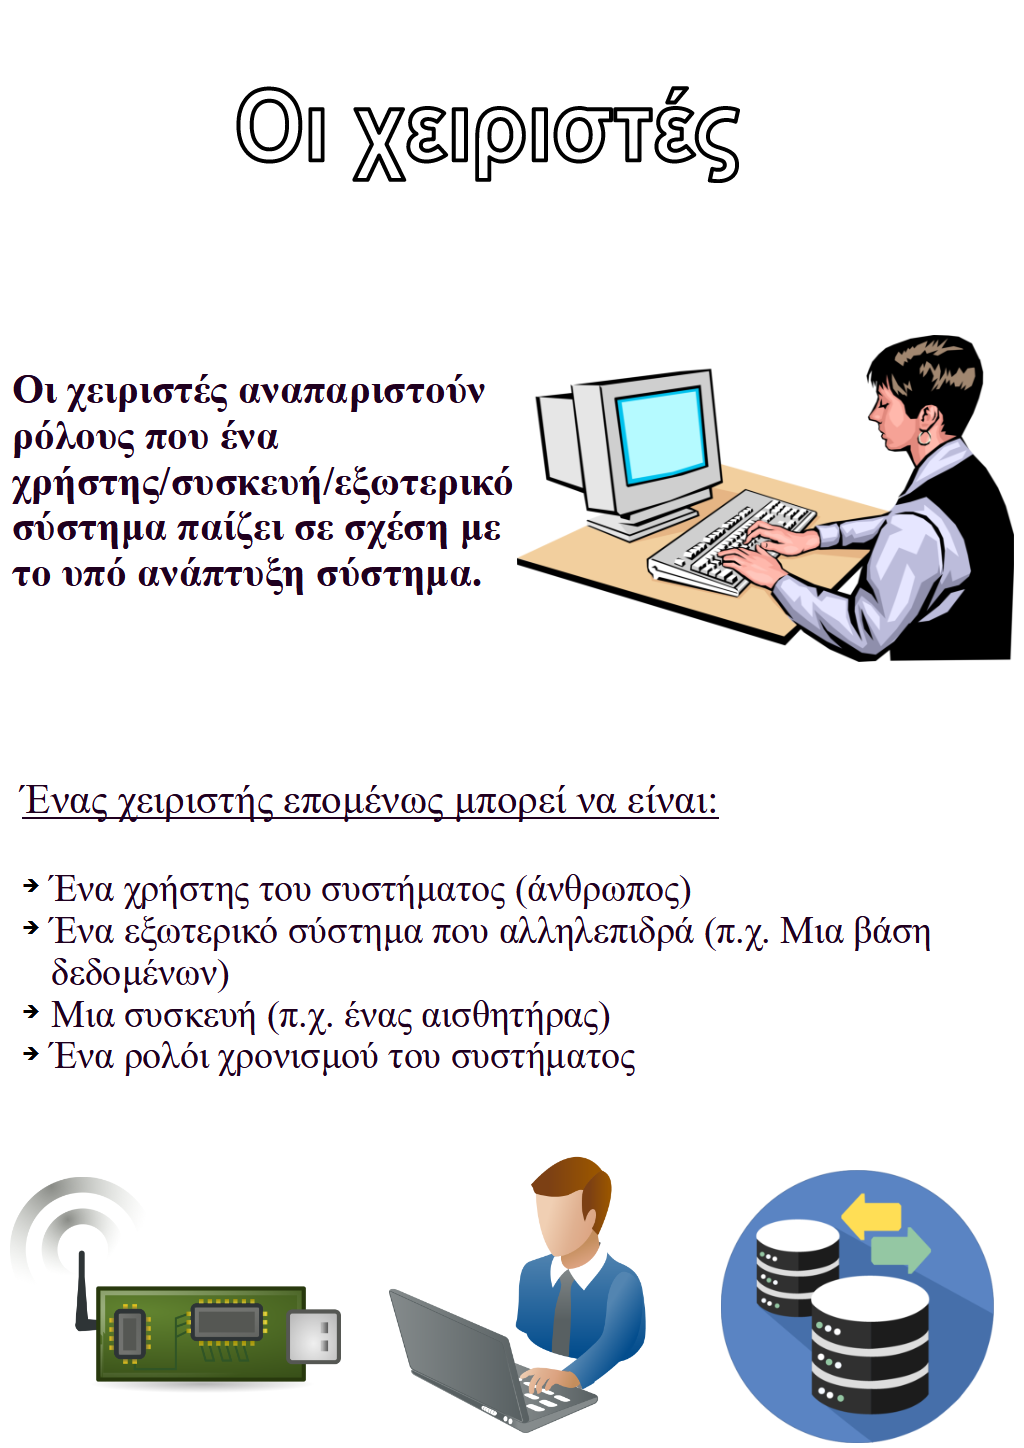 Οι χειριστές
Οι χειριστές αναπαριστούν
ρόλους που ένα
χρήστης/συσκευή/εξωτερικό
σύστημα παίζει σε σχέση με
το υπό ανάπτυξη σύστημα.
Ένας χειριστής επομένως μπορεί να είναι:
➔ Ένα χρήστης του συστήματος (άνθρωπος)
➔ Ένα εξωτερικό σύστημα που αλληλεπιδρά (π.χ. Μια βάση
δεδομένων)
➔ Μια συσκευή (π.χ. ένας αισθητήρας)
➔ Ένα ρολόι χρονισμού του συστήματος